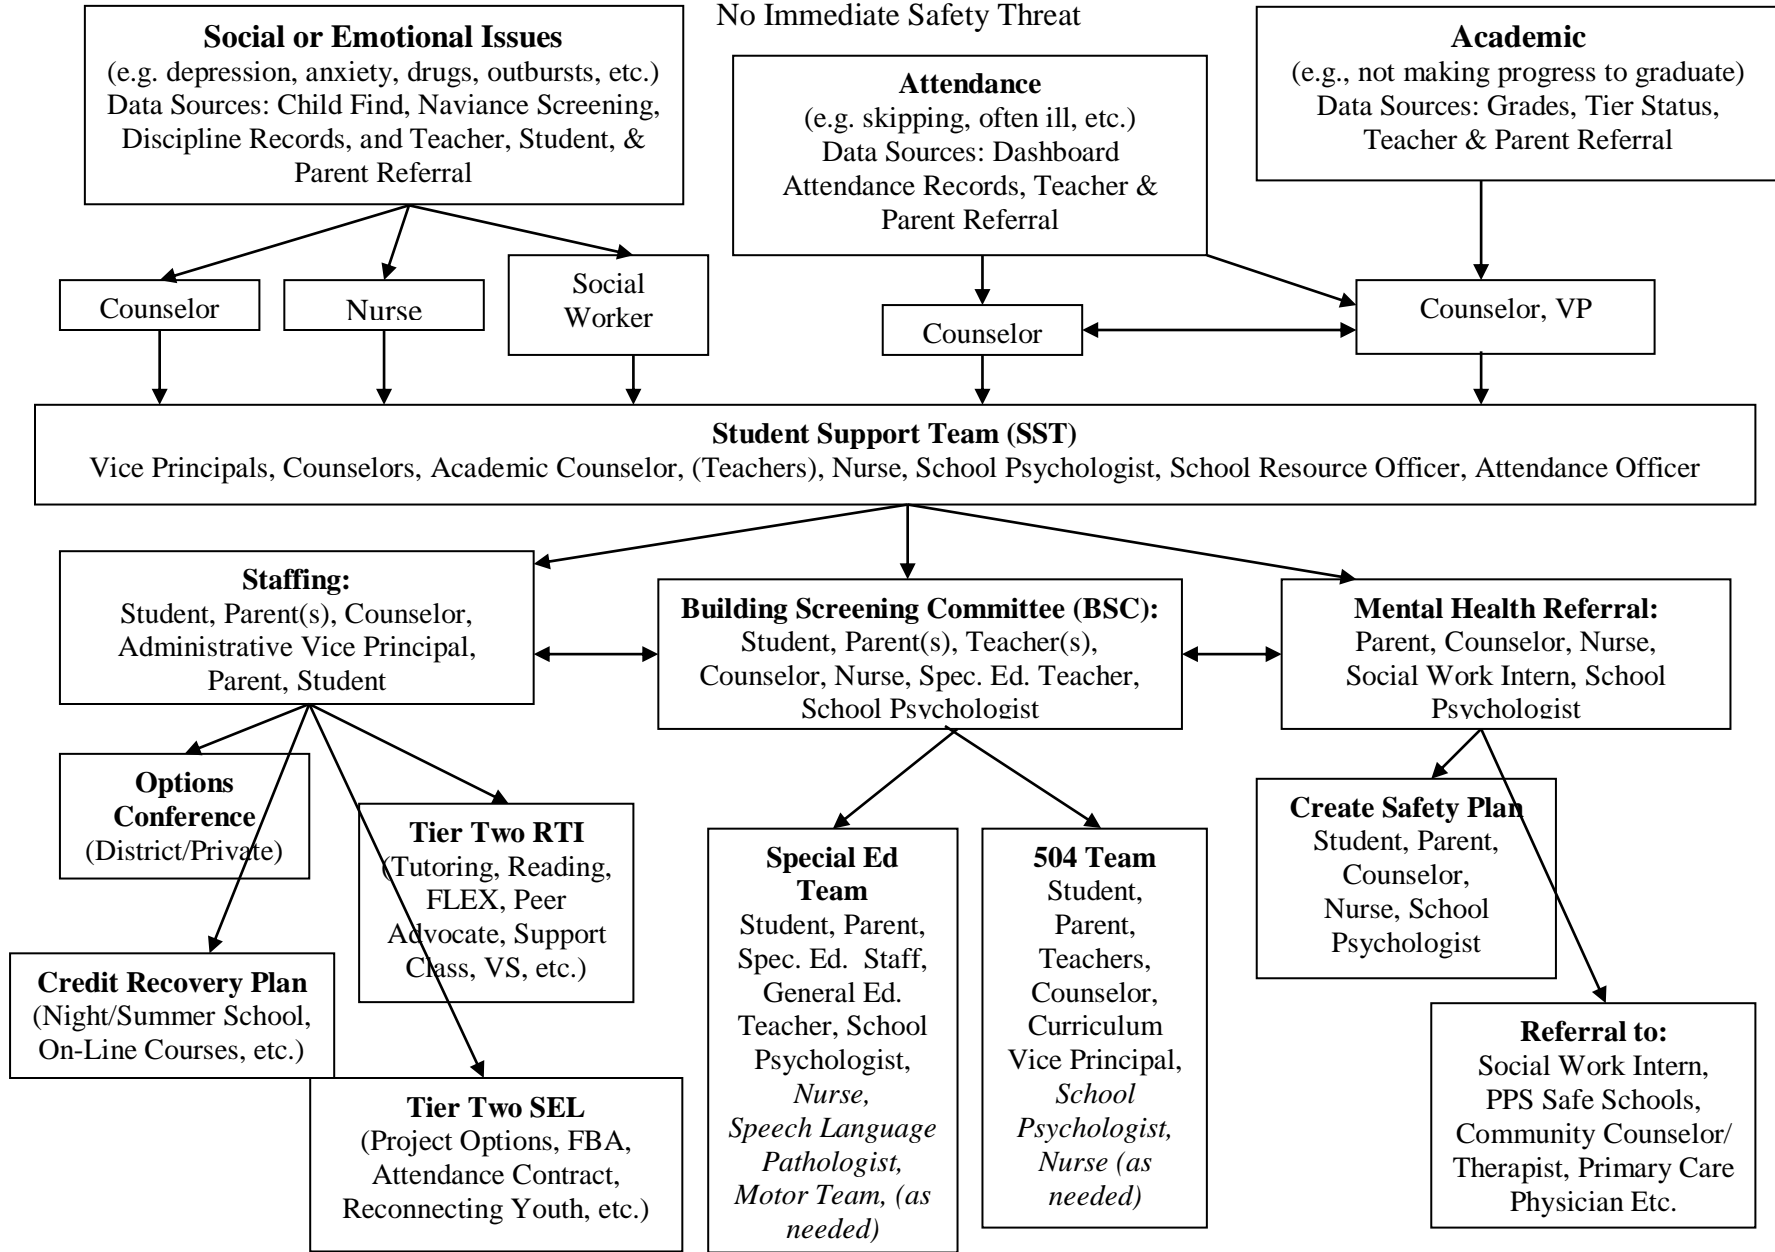 No Immediate Safety Threat
Social or Emotional Issues
(e.g. depression, anxiety, drugs, outbursts, etc.)
Data Sources: Child Find, Naviance Screening,
Discipline Records, and Teacher, Student, &
Parent Referral
Attendance
(e.g. skipping, often ill, etc.)
Data Sources: Dashboard
Attendance Records, Teacher &
Parent Referral
Academic
(e.g., not making progress to graduate)
Data Sources: Grades, Tier Status,
Teacher & Parent Referral
Counselor
Nurse
Social
Worker
Counselor
Counselor, VP
Student Support Team (SST)
Vice Principals, Counselors, Academic Counselor, (Teachers), Nurse, School Psychologist, School Resource Officer, Attendance Officer
Staffing:
Student, Parent(s), Counselor,
Administrative Vice Principal,
Parent, Student
Building Screening Committee (BSC):
Student, Parent(s), Teacher(s),
Counselor, Nurse, Spec. Ed. Teacher,
School Psychologist
Mental Health Referral:
Parent, Counselor, Nurse,
Social Work Intern, School
Psychologist
Options
Conference
(District/Private)
Tier Two RTI
(Tutoring, Reading,
FLEX, Peer
Advocate, Support
Class, VS, etc.)
Credit Recovery Plan
(Night/Summer School,
On-Line Courses, etc.)
Tier Two SEL
(Project Options, FBA,
Attendance Contract,
Reconnecting Youth, etc.)
Special Ed
Team
Student, Parent,
Spec. Ed.  Staff,
General Ed.
Teacher, School
Psychologist,
Nurse,
Speech Language
Pathologist,
Motor Team, (as
needed)
504 Team
Student,
Parent,
Teachers,
Counselor,
Curriculum
Vice Principal,
School
Psychologist,
Nurse (as
needed)
Create Safety Plan
Student, Parent,
Counselor,
Nurse, School
Psychologist
Referral to:
Social Work Intern,
PPS Safe Schools,
Community Counselor/
Therapist, Primary Care
Physician Etc.